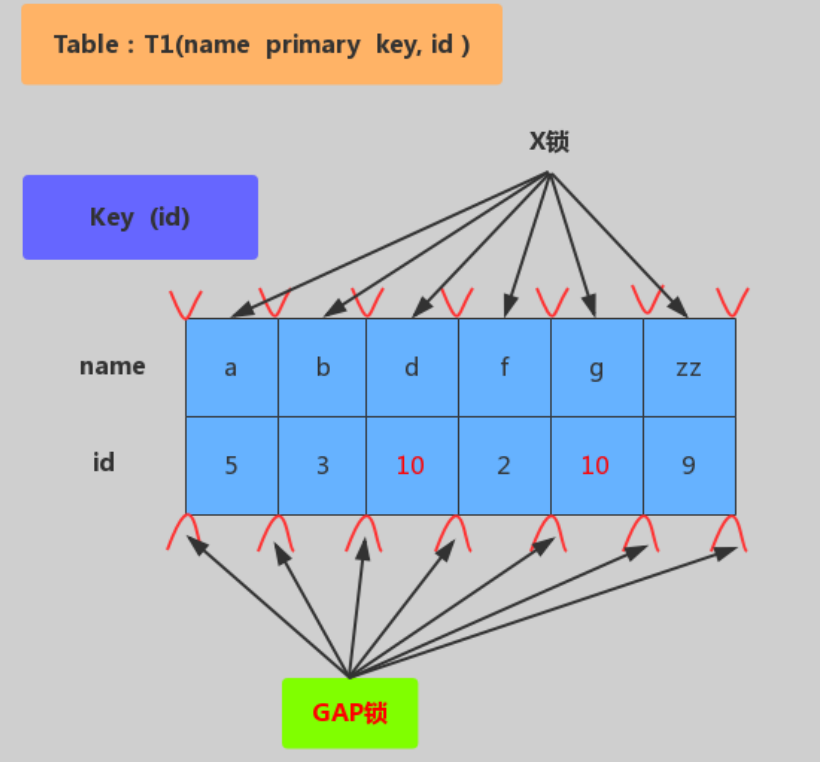 Table : T1(name primary key, id )
X锁
Key (id)
name a b d f g zz
id 5 3 10 2 10 9
GAP锁